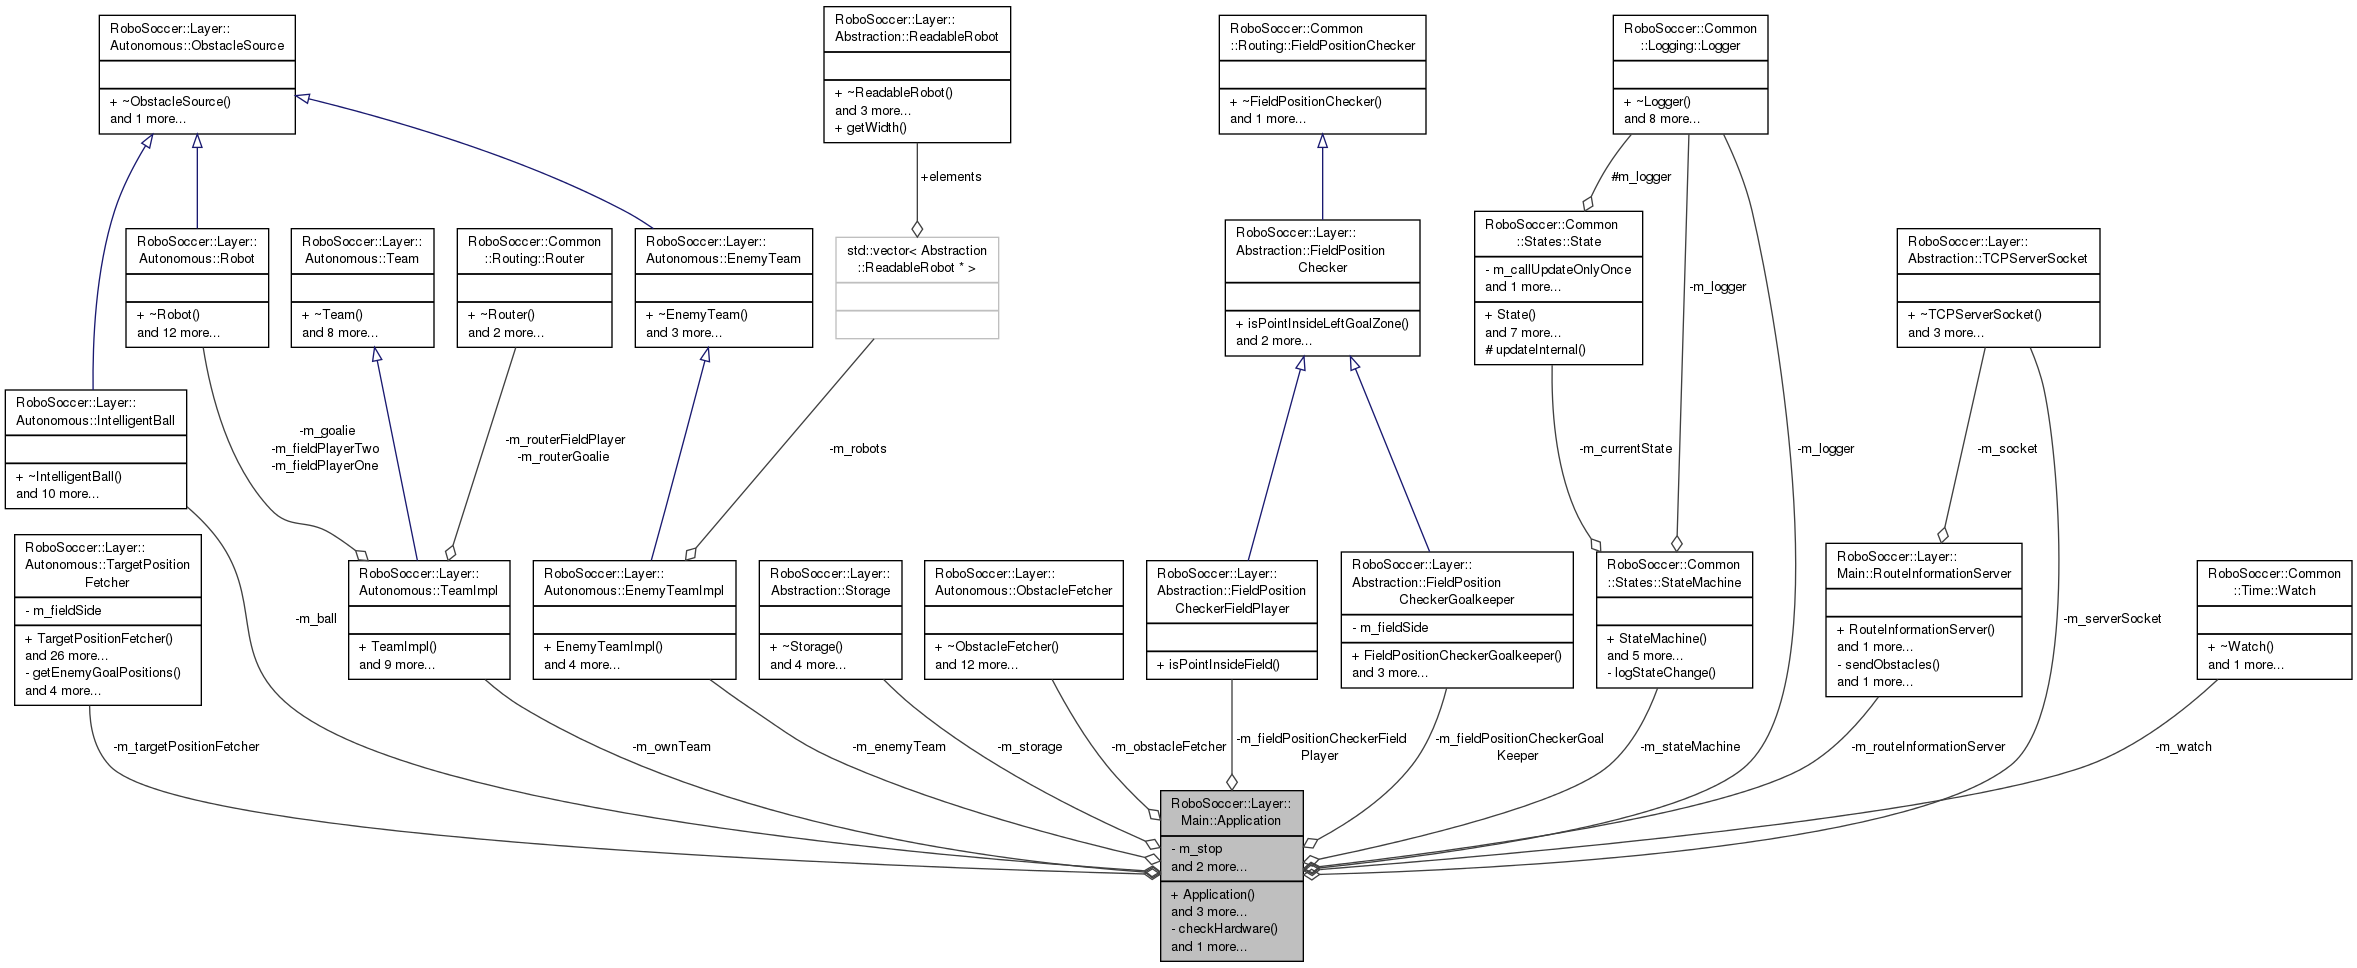 RoboSoccer::Layer::
Autonomous::ObstacleSource
+ ~ObstacleSource()
and 1 more...
RoboSoccer::Layer::
Abstraction::ReadableRobot
+ ~ReadableRobot()
and 3 more...
+ getWidth()
RoboSoccer::Common
::Routing::FieldPositionChecker
+ ~FieldPositionChecker()
and 1 more...
RoboSoccer::Common
::Logging::Logger
+ ~Logger()
and 8 more...
+elements
#m_logger
RoboSoccer::Layer::
Autonomous::Robot
+ ~Robot()
and 12 more...
RoboSoccer::Layer::
Autonomous::Team
+ ~Team()
and 8 more...
RoboSoccer::Common
::Routing::Router
+ ~Router()
and 2 more...
RoboSoccer::Layer::
Autonomous::EnemyTeam
+ ~EnemyTeam()
and 3 more...
std::vector< Abstraction
::ReadableRobot * >
RoboSoccer::Layer::
Abstraction::FieldPosition
Checker
+ isPointInsideLeftGoalZone()
and 2 more...
RoboSoccer::Common
::States::State
- m_callUpdateOnlyOnce
and 1 more...
+ State()
and 7 more...
# updateInternal()
-m_logger
RoboSoccer::Layer::
Abstraction::TCPServerSocket
+ ~TCPServerSocket()
and 3 more...
RoboSoccer::Layer::
Autonomous::IntelligentBall
+ ~IntelligentBall()
and 10 more...
-m_goalie
-m_fieldPlayerTwo
-m_fieldPlayerOne
-m_routerFieldPlayer
-m_routerGoalie
-m_robots
-m_currentState
-m_logger
-m_socket
RoboSoccer::Layer::
Autonomous::TargetPosition
Fetcher
- m_fieldSide
+ TargetPositionFetcher()
and 26 more...
- getEnemyGoalPositions()
and 4 more...
-m_ball
RoboSoccer::Layer::
Autonomous::TeamImpl
+ TeamImpl()
and 9 more...
RoboSoccer::Layer::
Autonomous::EnemyTeamImpl
+ EnemyTeamImpl()
and 4 more...
RoboSoccer::Layer::
Abstraction::Storage
+ ~Storage()
and 4 more...
RoboSoccer::Layer::
Autonomous::ObstacleFetcher
+ ~ObstacleFetcher()
and 12 more...
RoboSoccer::Layer::
Abstraction::FieldPosition
CheckerFieldPlayer
+ isPointInsideField()
RoboSoccer::Layer::
Abstraction::FieldPosition
CheckerGoalkeeper
- m_fieldSide
+ FieldPositionCheckerGoalkeeper()
and 3 more...
RoboSoccer::Common
::States::StateMachine
+ StateMachine()
and 5 more...
- logStateChange()
RoboSoccer::Layer::
Main::RouteInformationServer
+ RouteInformationServer()
and 1 more...
- sendObstacles()
and 1 more...
-m_serverSocket
RoboSoccer::Common
::Time::Watch
+ ~Watch()
and 1 more...
-m_targetPositionFetcher
-m_ownTeam
-m_enemyTeam
-m_storage
-m_obstacleFetcher
-m_fieldPositionCheckerField
Player
-m_fieldPositionCheckerGoal
Keeper
-m_stateMachine
-m_routeInformationServer
-m_watch
RoboSoccer::Layer::
Main::Application
- m_stop
and 2 more...
+ Application()
and 3 more...
- checkHardware()
and 1 more...